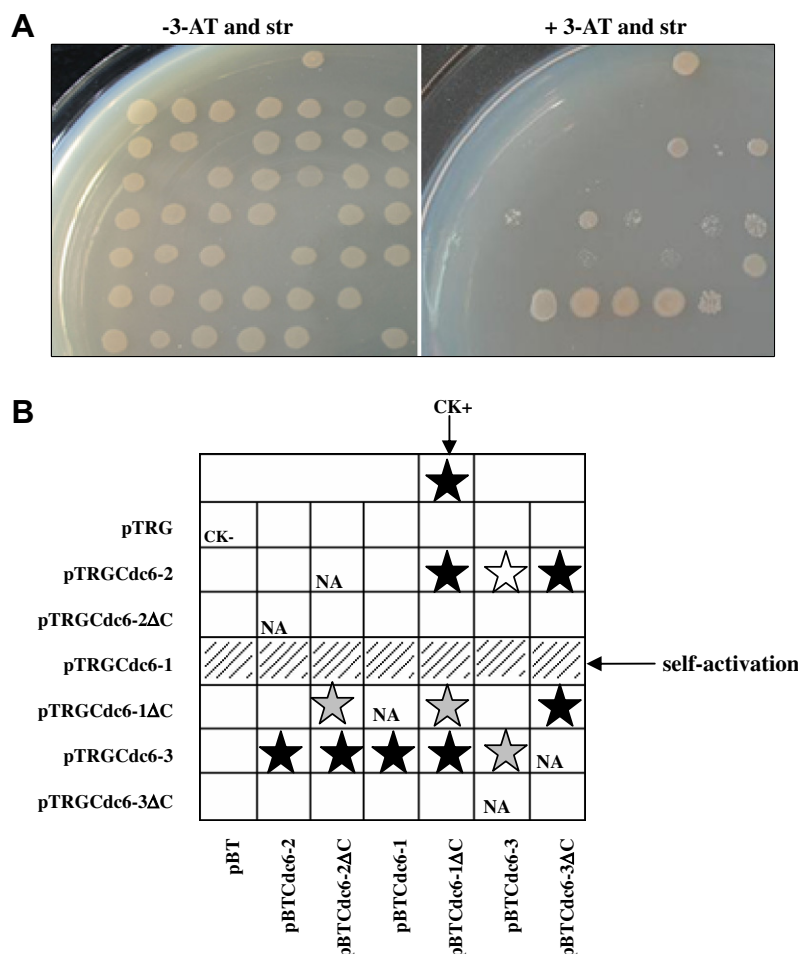 A
-3-AT and str
+ 3-AT and str
B
CK+
pTRG
CK-
pTRGCdc6-2
NA
pTRGCdc6-2ΔC
NA
pTRGCdc6-1
self-activation
pTRGCdc6-1ΔC
NA
pTRGCdc6-3
NA
pTRGCdc6-3ΔC
NA
pBT
pBTCdc6-2
pBTCdc6-2ΔC
pBTCdc6-1
pBTCdc6-1ΔC
pBTCdc6-3
pBTCdc6-3ΔC